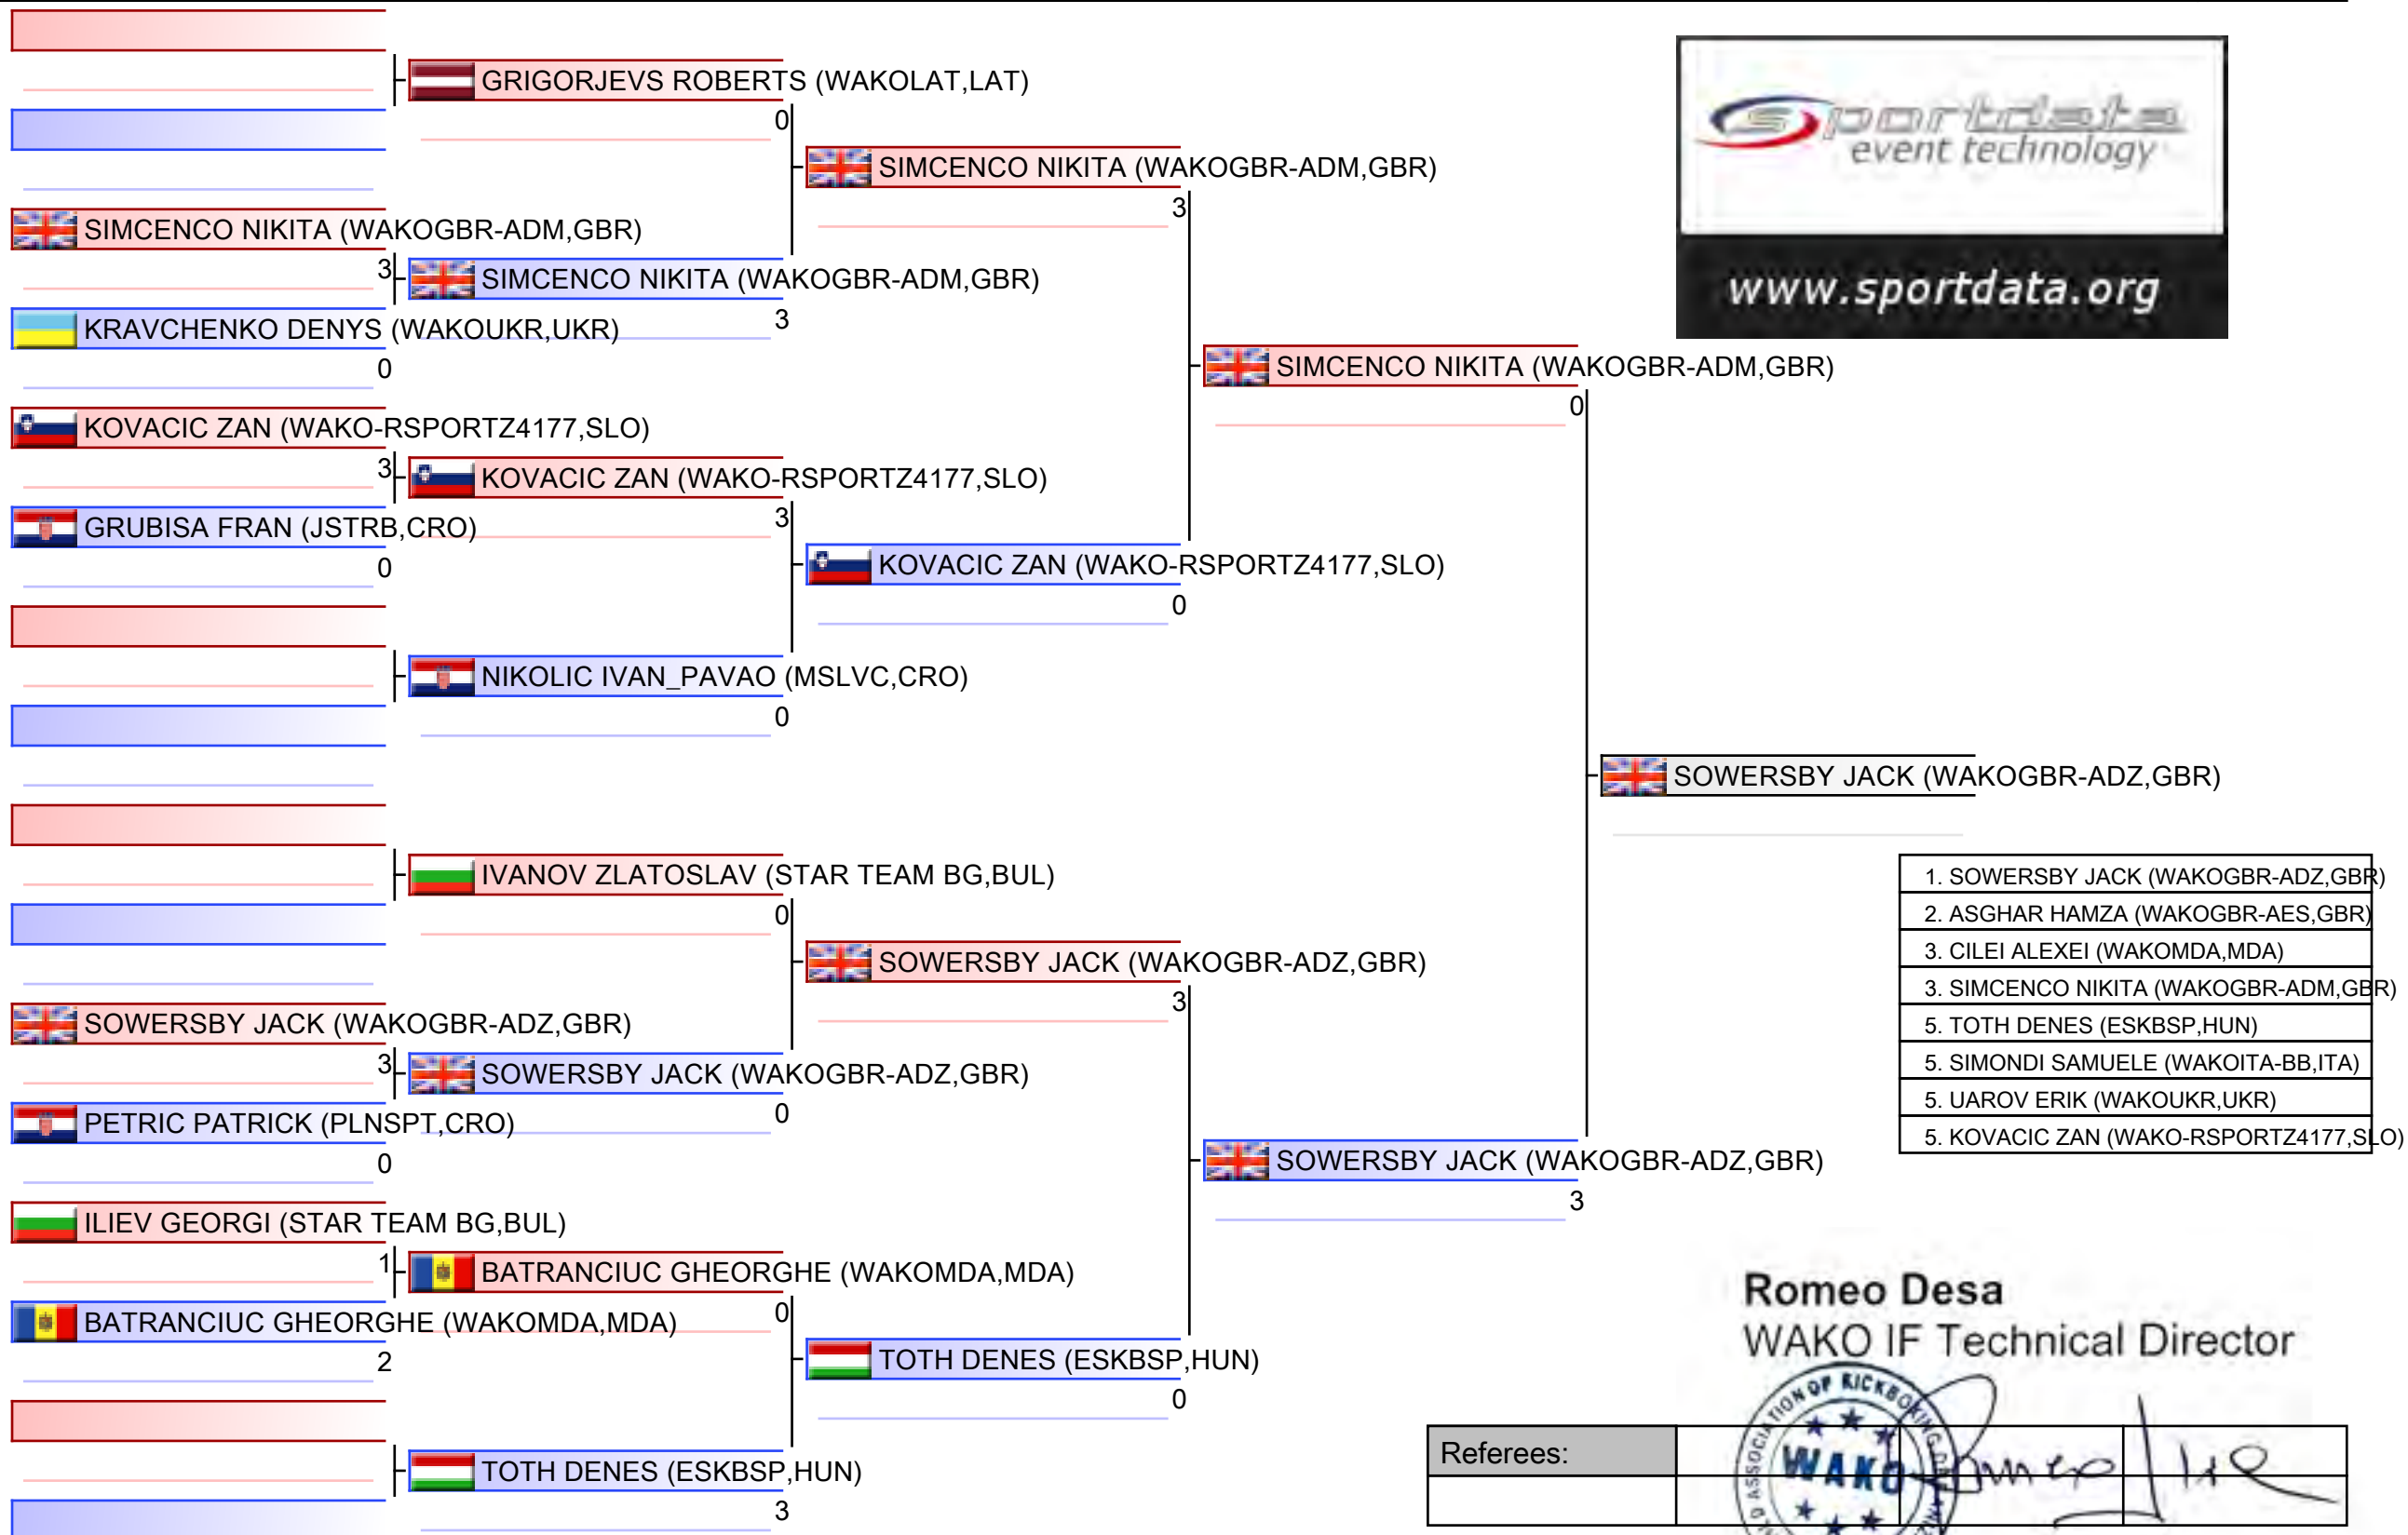 GRIGORJEVS ROBERTS (WAKOLAT,LAT)
0
SIMCENCO NIKITA (WAKOGBR-ADM,GBR)
3
SIMCENCO NIKITA (WAKOGBR-ADM,GBR)
3
SIMCENCO NIKITA (WAKOGBR-ADM,GBR)
3
KRAVCHENKO DENYS (WAKOUKR,UKR)
0
SIMCENCO NIKITA (WAKOGBR-ADM,GBR)
0
KOVACIC ZAN (WAKO-RSPORTZ4177,SLO)
3
KOVACIC ZAN (WAKO-RSPORTZ4177,SLO)
3
GRUBISA FRAN (JSTRB,CRO)
0
KOVACIC ZAN (WAKO-RSPORTZ4177,SLO)
0
NIKOLIC IVAN_PAVAO (MSLVC,CRO)
0
SOWERSBY JACK (WAKOGBR-ADZ,GBR)
IVANOV ZLATOSLAV (STAR TEAM BG,BUL)
0
SOWERSBY JACK (WAKOGBR-ADZ,GBR)
3
SOWERSBY JACK (WAKOGBR-ADZ,GBR)
3
SOWERSBY JACK (WAKOGBR-ADZ,GBR)
0
PETRIC PATRICK (PLNSPT,CRO)
0
SOWERSBY JACK (WAKOGBR-ADZ,GBR)
3
ILIEV GEORGI (STAR TEAM BG,BUL)
1
BATRANCIUC GHEORGHE (WAKOMDA,MDA)
0
BATRANCIUC GHEORGHE (WAKOMDA,MDA)
2
TOTH DENES (ESKBSP,HUN)
0
TOTH DENES (ESKBSP,HUN)
3
sportdata
event technology
www.sportdata.org
1. SOWERSBY JACK (WAKOGBR-ADZ,GBR)
2. ASGHAR HAMZA (WAKOGBR-AES,GBR)
3. CILEI ALEXEI (WAKOMDA,MDA)
3. SIMCENCO NIKITA (WAKOGBR-ADM,GBR)
5. TOTH DENES (ESKBSP,HUN)
5. SIMONDI SAMUELE (WAKOITA-BB,ITA)
5. UAROV ERIK (WAKOUKR,UKR)
5. KOVACIC ZAN (WAKO-RSPORTZ4177,SLO)
Romeo Desa
WAKO IF Technical Director
Referees:
ASSOCIATION OF KICKBOXING
WAKO